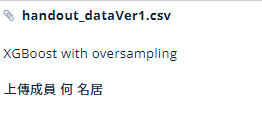 handout_dataVer1.csv
XGBoost with oversampling
上傳成員 何 名居